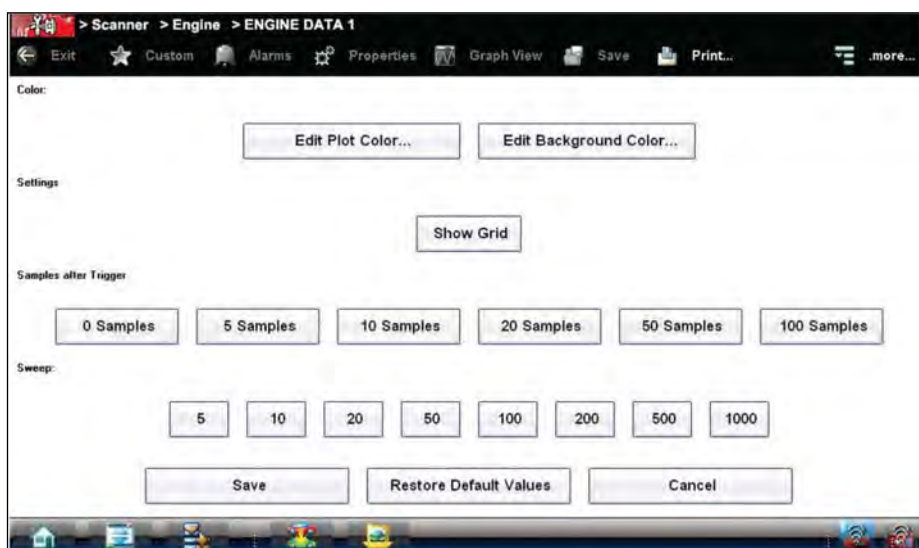 > Scanner > Engine > ENGINE DATA 1
Exit Custom Alarms Properties Graph View Save Print... .more...
Color:
Edit Plot Color... Edit Background Color...
Settings
Show Grid
Samples after Trigger
0 Samples 5 Samples 10 Samples 20 Samples 50 Samples 100 Samples
Sweep:
5 10 20 50 100 200 500 1000
Save Restore Default Values Cancel